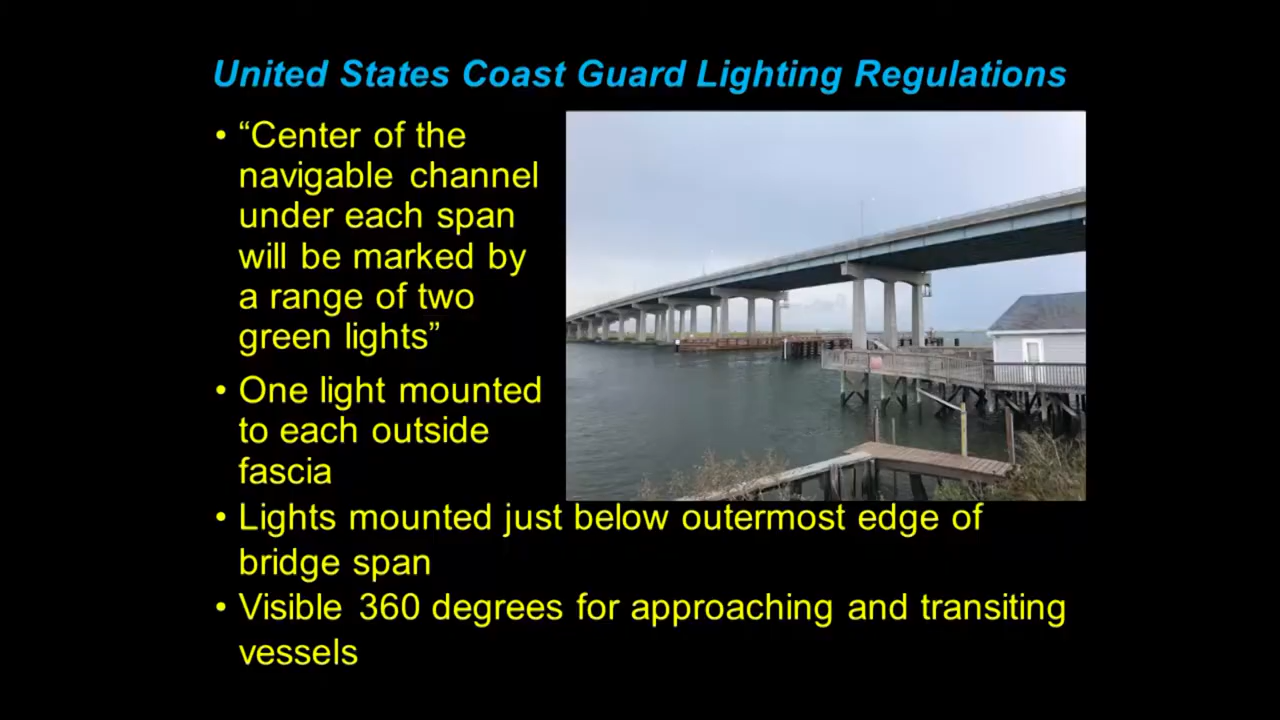 United States Coast Guard Lighting Regulations
• “Center of the
navigable channel
under each span
will be marked by
a range of two
green lights”
• One light mounted
to each outside
fascia
• Lights mounted just below outermost edge of
bridge span
• Visible 360 degrees for approaching and transiting
vessels